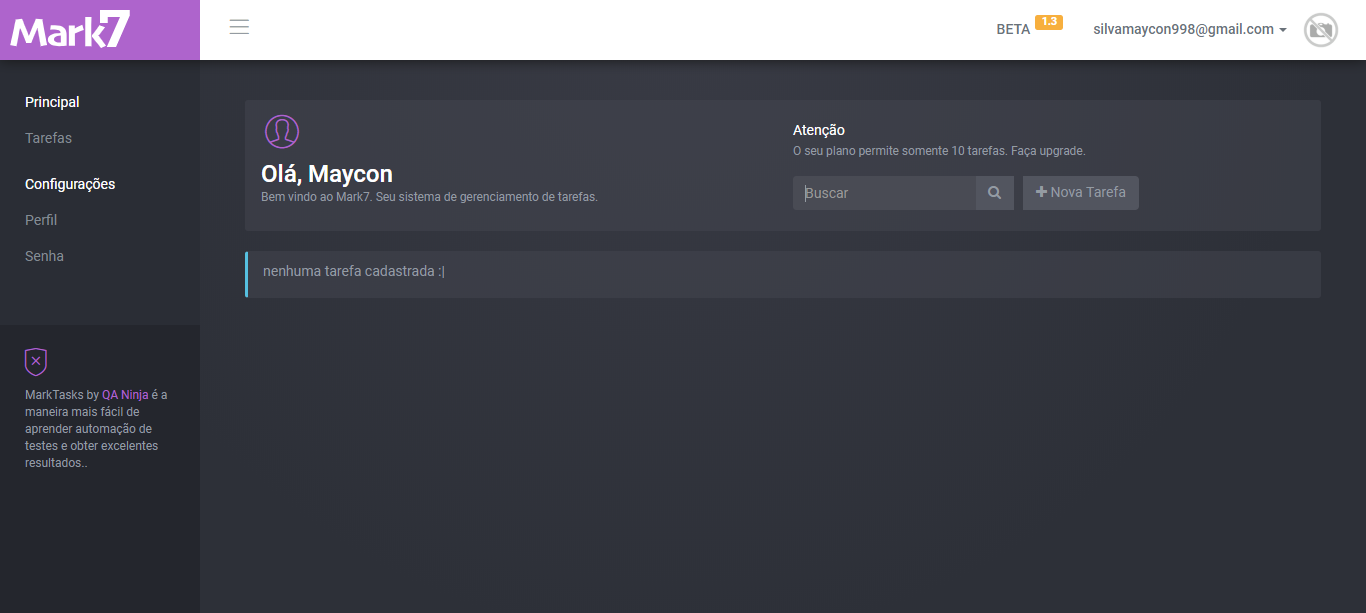 Mark7
BETA 1.3
silvamaycon998@gmail.com
Principal
Tarefas
Configurações
Perfil
Senha
MarkTasks by QA Ninja é a
maneira mais fácil de
aprender automação de
testes e obter excelentes
resultados..
Olá, Maycon
Bem vindo ao Mark7. Seu sistema de gerenciamento de tarefas.
Atenção
O seu plano permite somente 10 tarefas. Faça upgrade.
Buscar
Nova Tarefa
nenhuma tarefa cadastrada :|